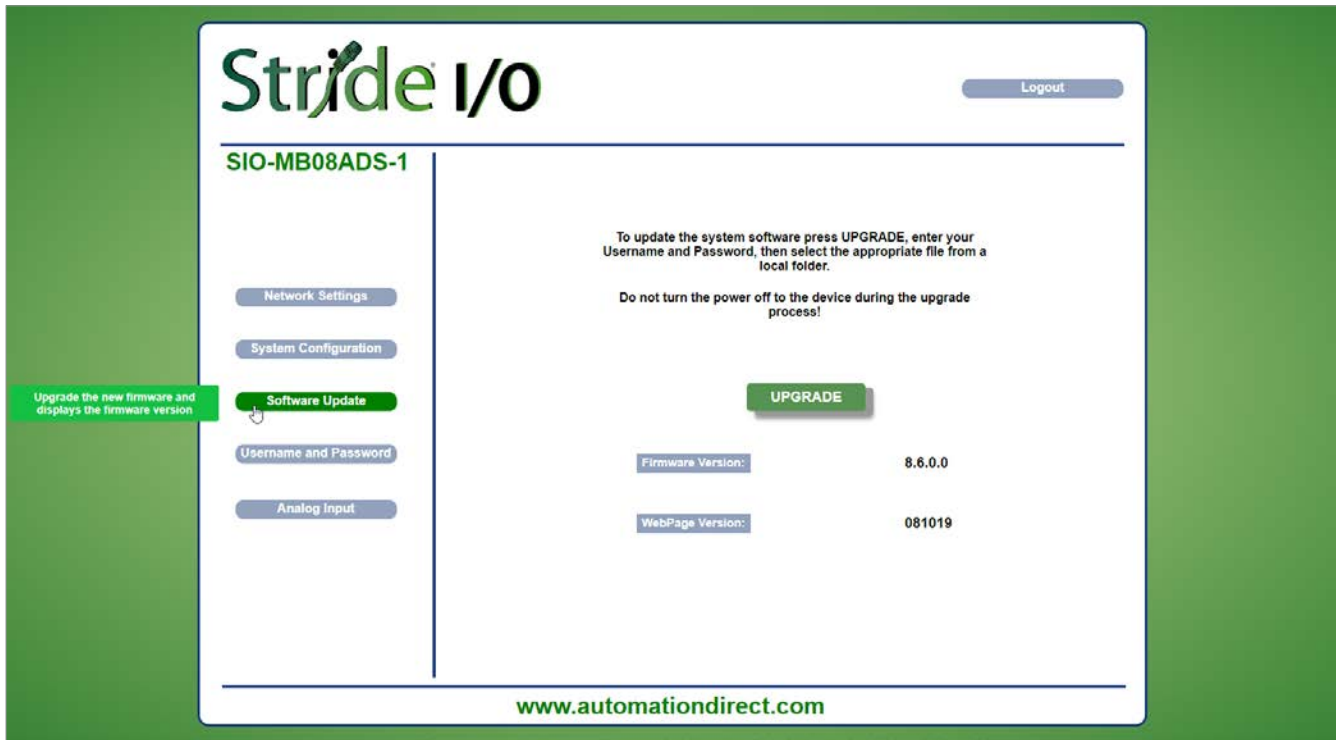 Stride I/O
Logout
SIO-MB08ADS-1
To update the system software press UPGRADE, enter your
Username and Password, then select the appropriate file from a
local folder.
Do not turn the power off to the device during the upgrade
process!
Network Settings
System Configuration
Upgrade the new firmware and
displays the firmware version
Software Update
UPGRADE
Username and Password
Firmware Version:
8.6.0.0
Analog Input
WebPage Version:
081019
www.automationdirect.com